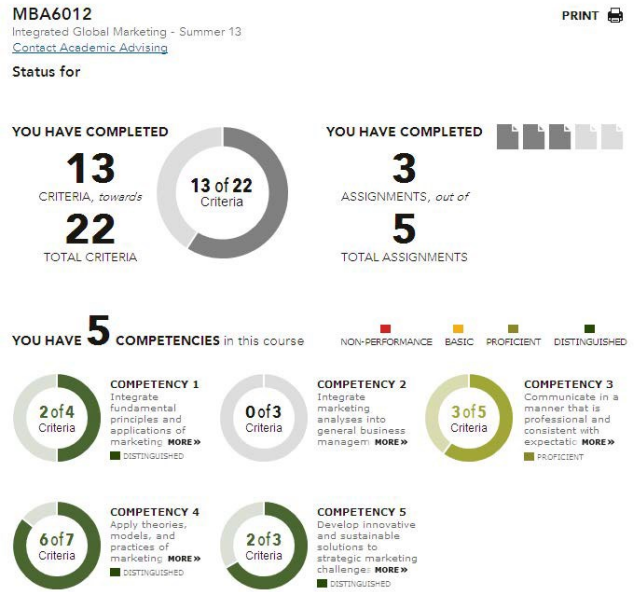 MBA6012
PRINT
Integrated Global Marketing - Summer 13
Contact Academic Advising
Status for
YOU HAVE COMPLETED
13
CRITERIA, towards
22
TOTAL CRITERIA
13 of 22
Criteria
YOU HAVE COMPLETED
3
ASSIGNMENTS, out of
5
TOTAL ASSIGNMENTS
YOU HAVE 5 COMPETENCIES in this course
NON-PERFORMANCE BASIC PROFICIENT DISTINGUISHED
2 of 4
Criteria
COMPETENCY 1
Integrate
fundamental
principles and
applications of
marketing MORE »
DISTINGUISHED
0 of 3
Criteria
COMPETENCY 2
Integrate
marketing
analyses into
general business
managem MORE »
3 of 5
Criteria
COMPETENCY 3
Communicate in a
manner that is
professional and
consistent with
expectatic MORE »
PROFICIENT
6 of 7
Criteria
COMPETENCY 4
Apply theories,
models, and
practices of
marketing MORE »
DISTINGUISHED
2 of 3
Criteria
COMPETENCY 5
Develop innovative
and sustainable
solutions to
strategic marketing
challenge: MORE »
DISTINGUISHED